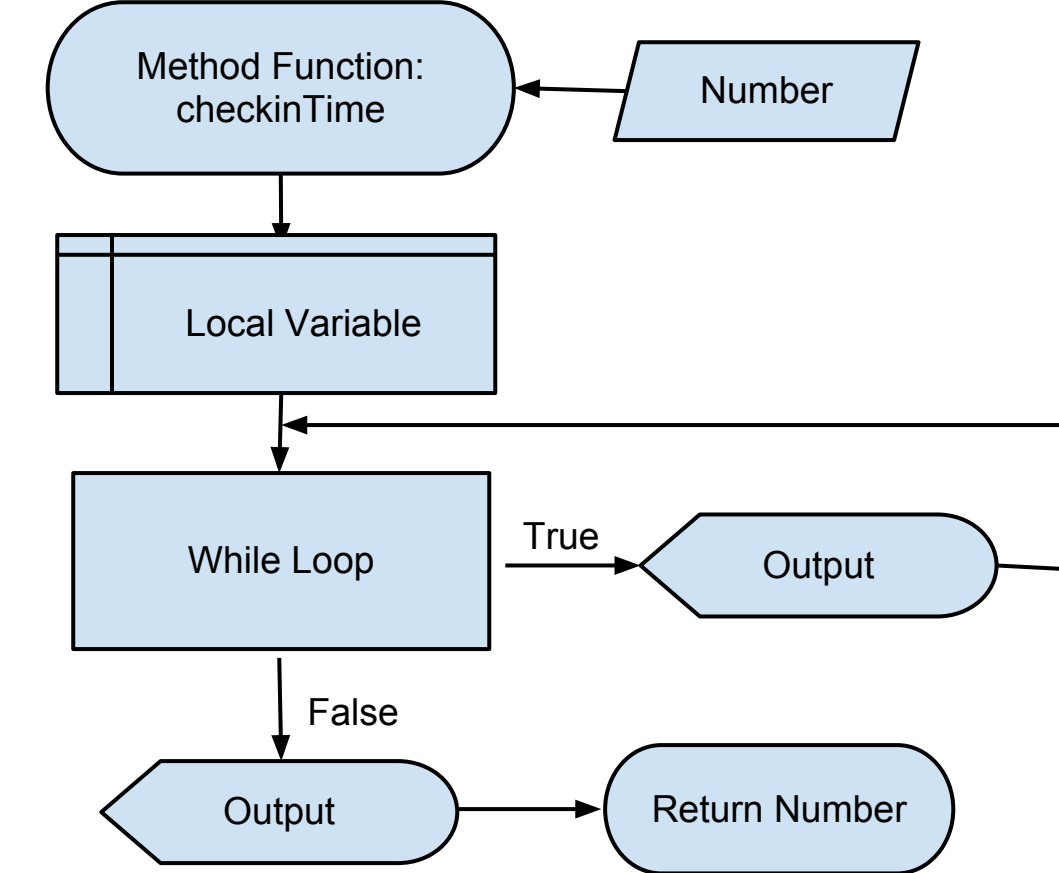 Method Function:
checkinTime
Number
Local Variable
While Loop
True
Output
False
Output
Return Number